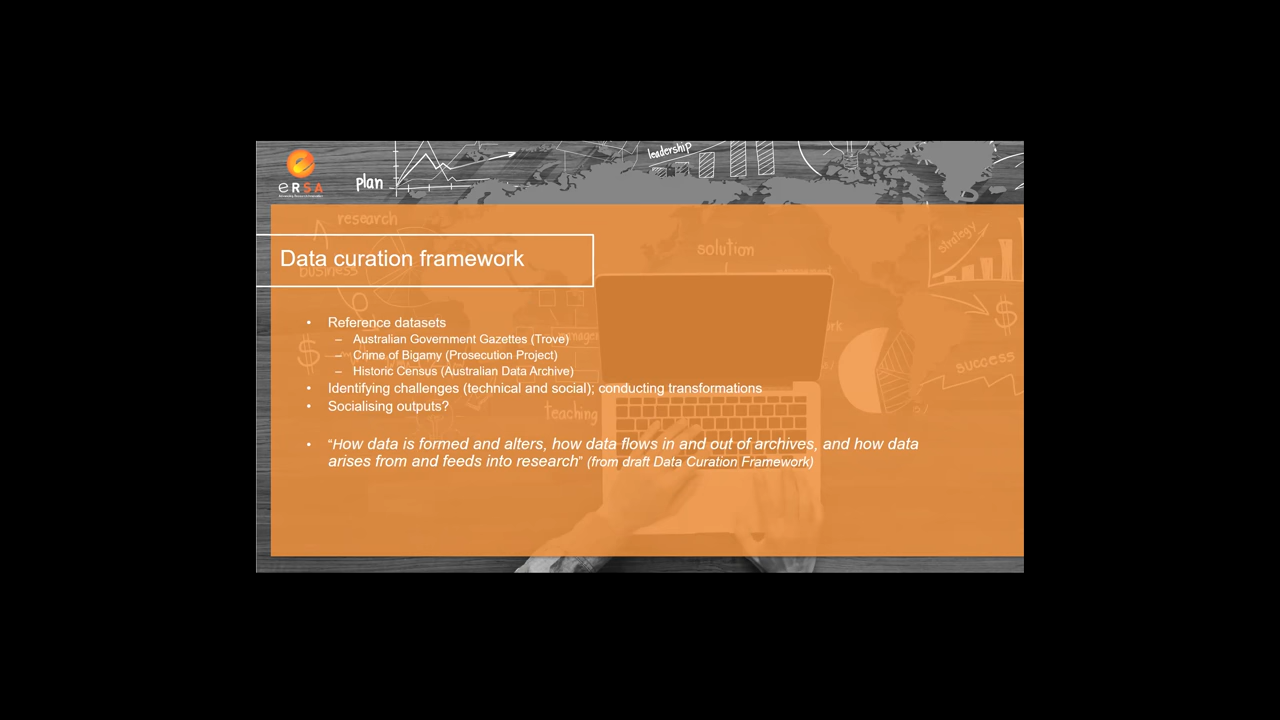 leadership
plan
eRSA
research
Data curation framework
business
solution
strategy
• Reference datasets
– Australian Government Gazettes (Trove)
– Crime of Bigamy (Prosecution Project)
– Historic Census (Australian Data Archive)
• Identifying challenges (technical and social); conducting transformations
• Socialising outputs?
success
teaching
• “How data is formed and alters, how data flows in and out of archives, and how data
arises from and feeds into research” (from draft Data Curation Framework)